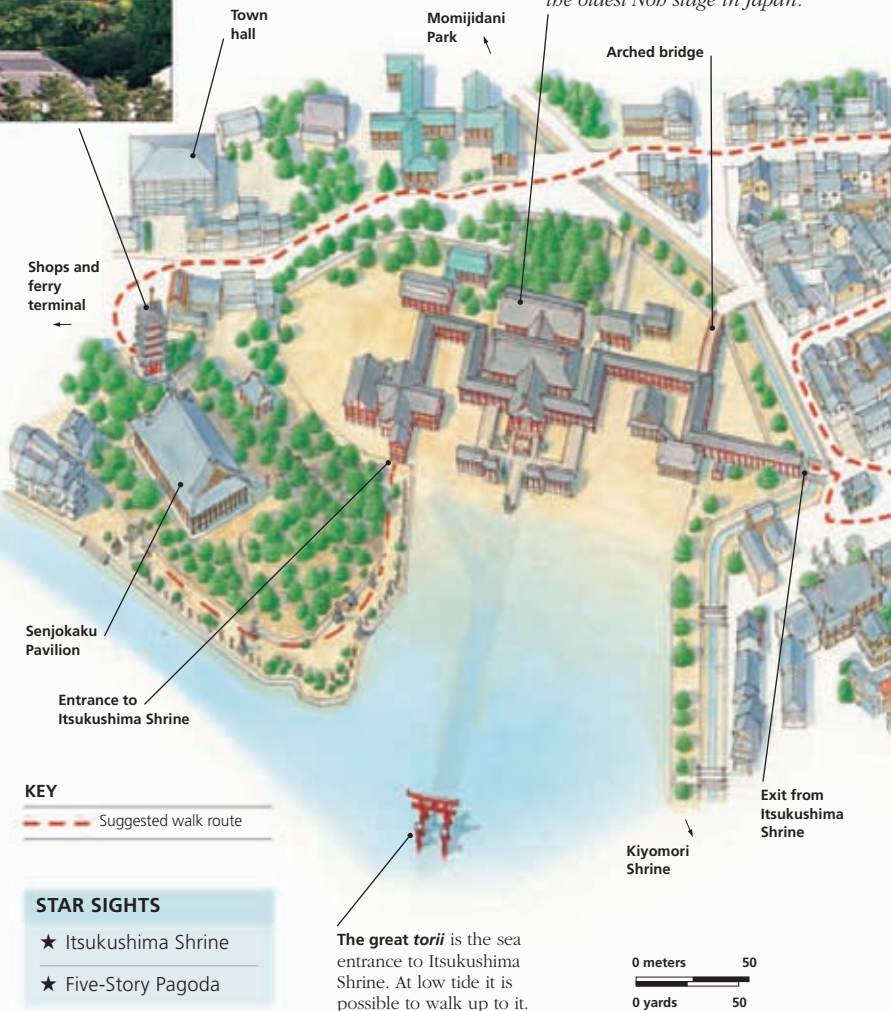 the oldest Noh stage in Japan.
Town
hall
Momijidani
Park
Arched bridge
Shops and
ferry
terminal
Senjokaku
Pavilion
Entrance to
Itsukushima Shrine
KEY
Suggested walk route
STAR SIGHTS
★ Itsukushima Shrine
★ Five-Story Pagoda
The great torii is the sea
entrance to Itsukushima
Shrine. At low tide it is
possible to walk up to it.
Kiyomori
Shrine
Exit from
Itsukushima
Shrine
0 meters 50
0 yards 50